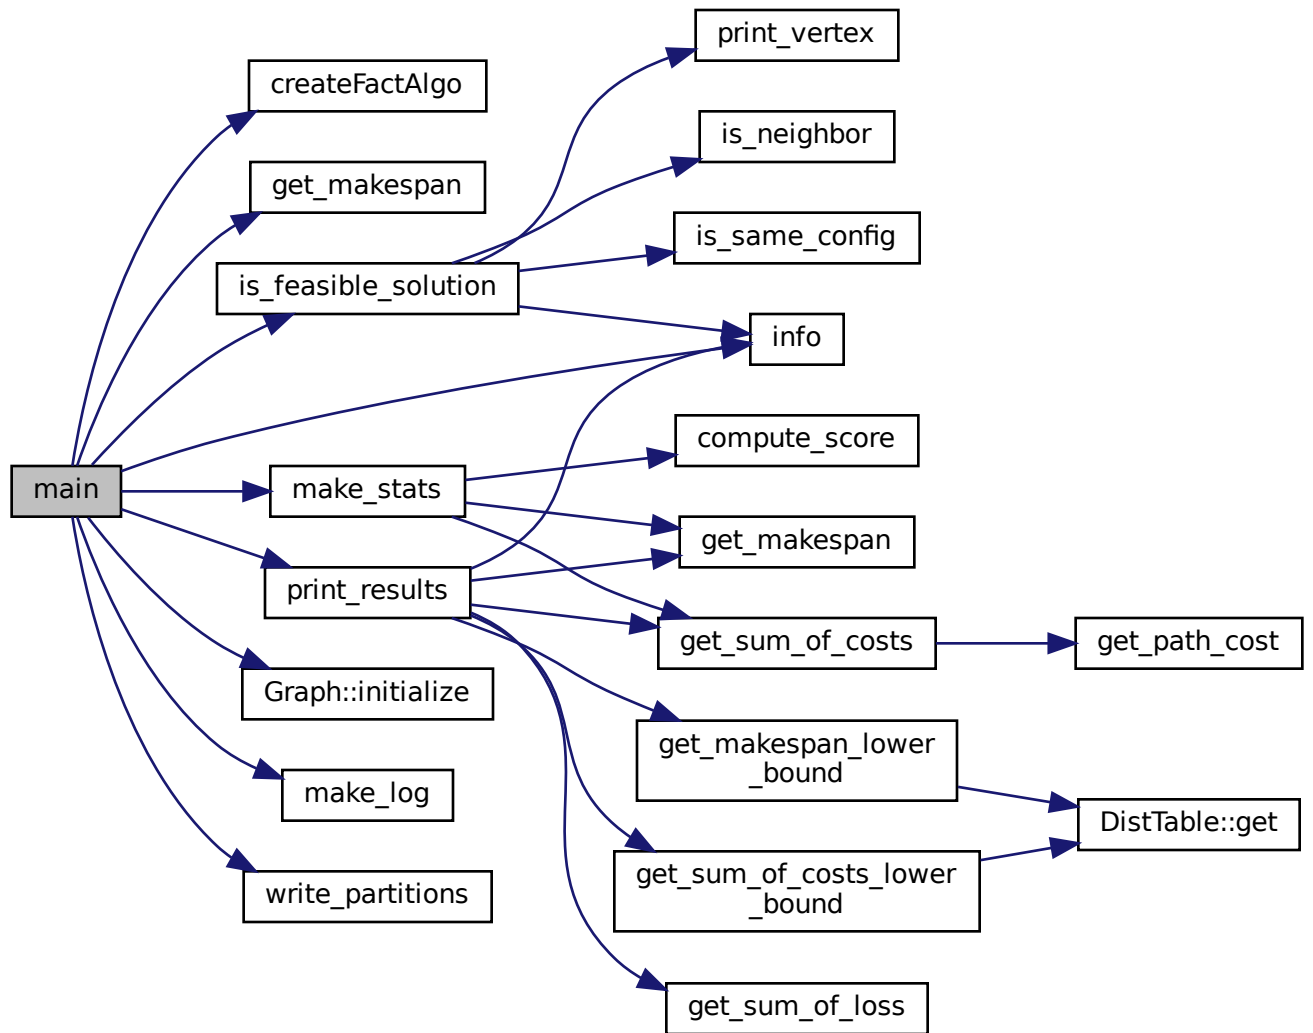 print_vertex
createFactAlgo
is_neighbor
get_makespan
is_same_config
is_feasible_solution
info
compute_score
main
make_stats
get_makespan
print_results
get_sum_of_costs
get_path_cost
Graph::initialize
get_makespan_lower
_bound
make_log
DistTable::get
get_sum_of_costs_lower
_bound
write_partitions
get_sum_of_loss